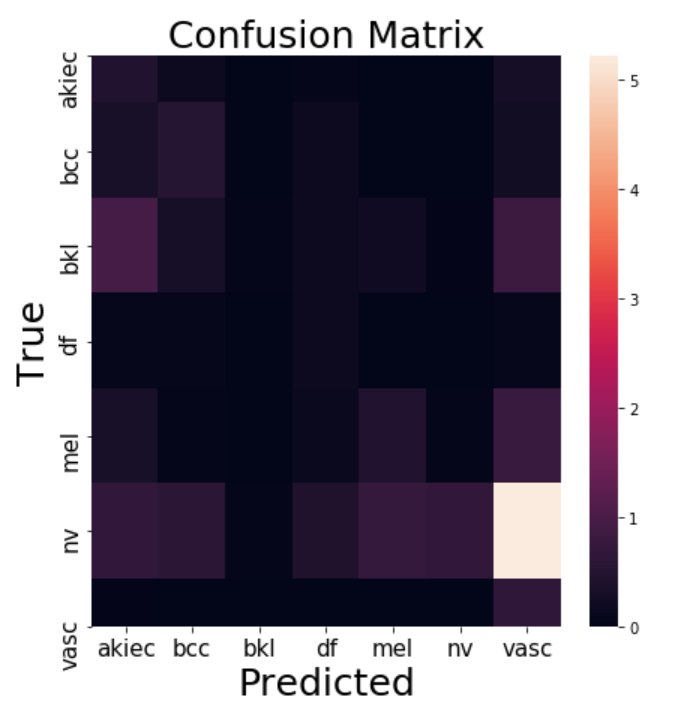 Confusion Matrix
akiec
bcc
bkl
df
mel
nv
vasc
True
akiec bcc bkl df mel nv vasc
Predicted
5
4
3
2
1
0